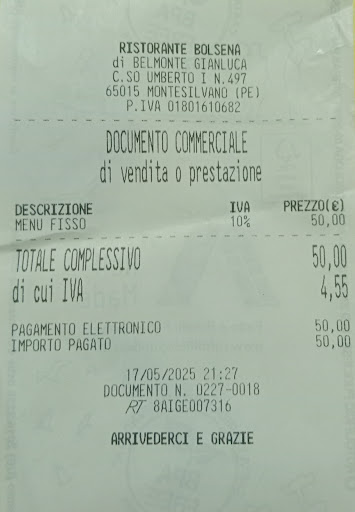 RISTORANTE BOLSENA
di BELMONTE GIANLUCA
C.SO UMBERTO I N.497
65015 MONTESILVANO (PE)
P.IVA 01801610682
DOCUMENTO COMMERCIALE
di vendita o prestazione
DESCRIZIONE IVA PREZZO(€)
MENU FISSO 10% 50,00
TOTALE COMPLESSIVO 50,00
di cui IVA 4,55
PAGAMENTO ELETTRONICO 50,00
IMPORTO PAGATO 50,00
17/05/2025 21:27
DOCUMENTO N. 0227-0018
RT 8AIGE007316
ARRIVEDERCI E GRAZIE